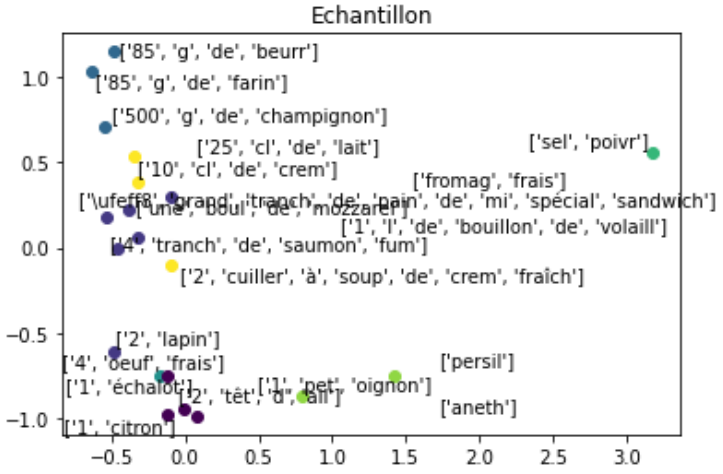 Echantillon
['85', 'g', 'de', 'beurr']
1.0
['85', 'g', 'de', 'farin']
['500', 'g', 'de', 'champignon']
['25', 'cl', 'de', 'lait']
['sel', 'poivr']
0.5
['10', 'cl', 'de', 'crem']
['fromag', 'frais']
['\ufeff8', 'grand', 'tranch', 'de', 'pain', 'de', 'mi', 'spécial', 'sandwich']
['une', 'boul', 'de', 'mozzarel']
['1', 'l', 'de', 'bouillon', 'de', 'volaill']
0.0
['4', 'tranch', 'de', 'saumon', 'fum']
['2', 'cuiller', 'à', 'soup', 'de', 'crem', 'fraîch']
−0.5
['2', 'lapin']
['4', 'oeuf', 'frais']
['persil']
['1', 'échalot']
['1', 'pet', 'oignon']
['2', 'têt', 'd', 'ail']
['aneth']
−1.0
['1', 'citron']
−0.5 0.0 0.5 1.0 1.5 2.0 2.5 3.0